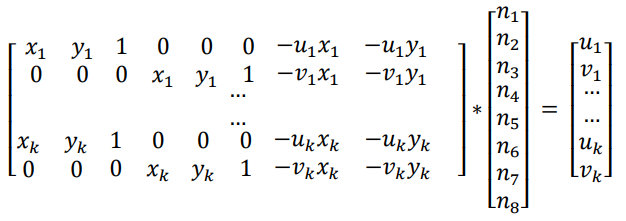 [ x₁ y₁ 1 0 0 0 −u₁x₁ −u₁y₁ ] [ n₁ ] [ u₁ ]
[ 0 0 0 x₁ y₁ 1 −v₁x₁ −v₁y₁ ] [ n₂ ] [ v₁ ]
[ … ] [ n₃ ] [ … ]
[ … ] * [ n₄ ] = [ … ]
[ xₖ yₖ 1 0 0 0 −uₖxₖ −uₖyₖ ] [ n₅ ] [ uₖ ]
[ 0 0 0 xₖ yₖ 1 −vₖxₖ −vₖyₖ ] [ n₆ ] [ vₖ ]
[ n₇ ]
[ n₈ ]